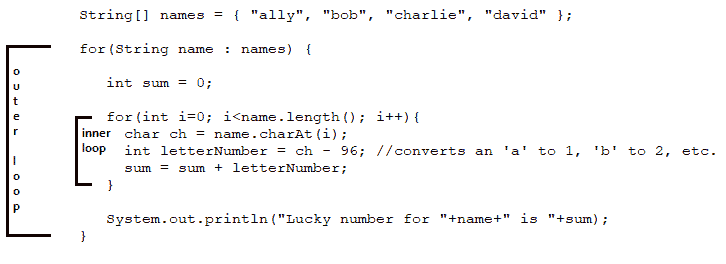 String[] names = { "ally", "bob", "charlie", "david" };
for(String name : names) {
int sum = 0;
for(int i=0; i<name.length(); i++){
char ch = name.charAt(i);
int letterNumber = ch - 96; //converts an 'a' to 1, 'b' to 2, etc.
sum = sum + letterNumber;
}
System.out.println("Lucky number for "+name+" is "+sum);
}
outer loop
inner
loop